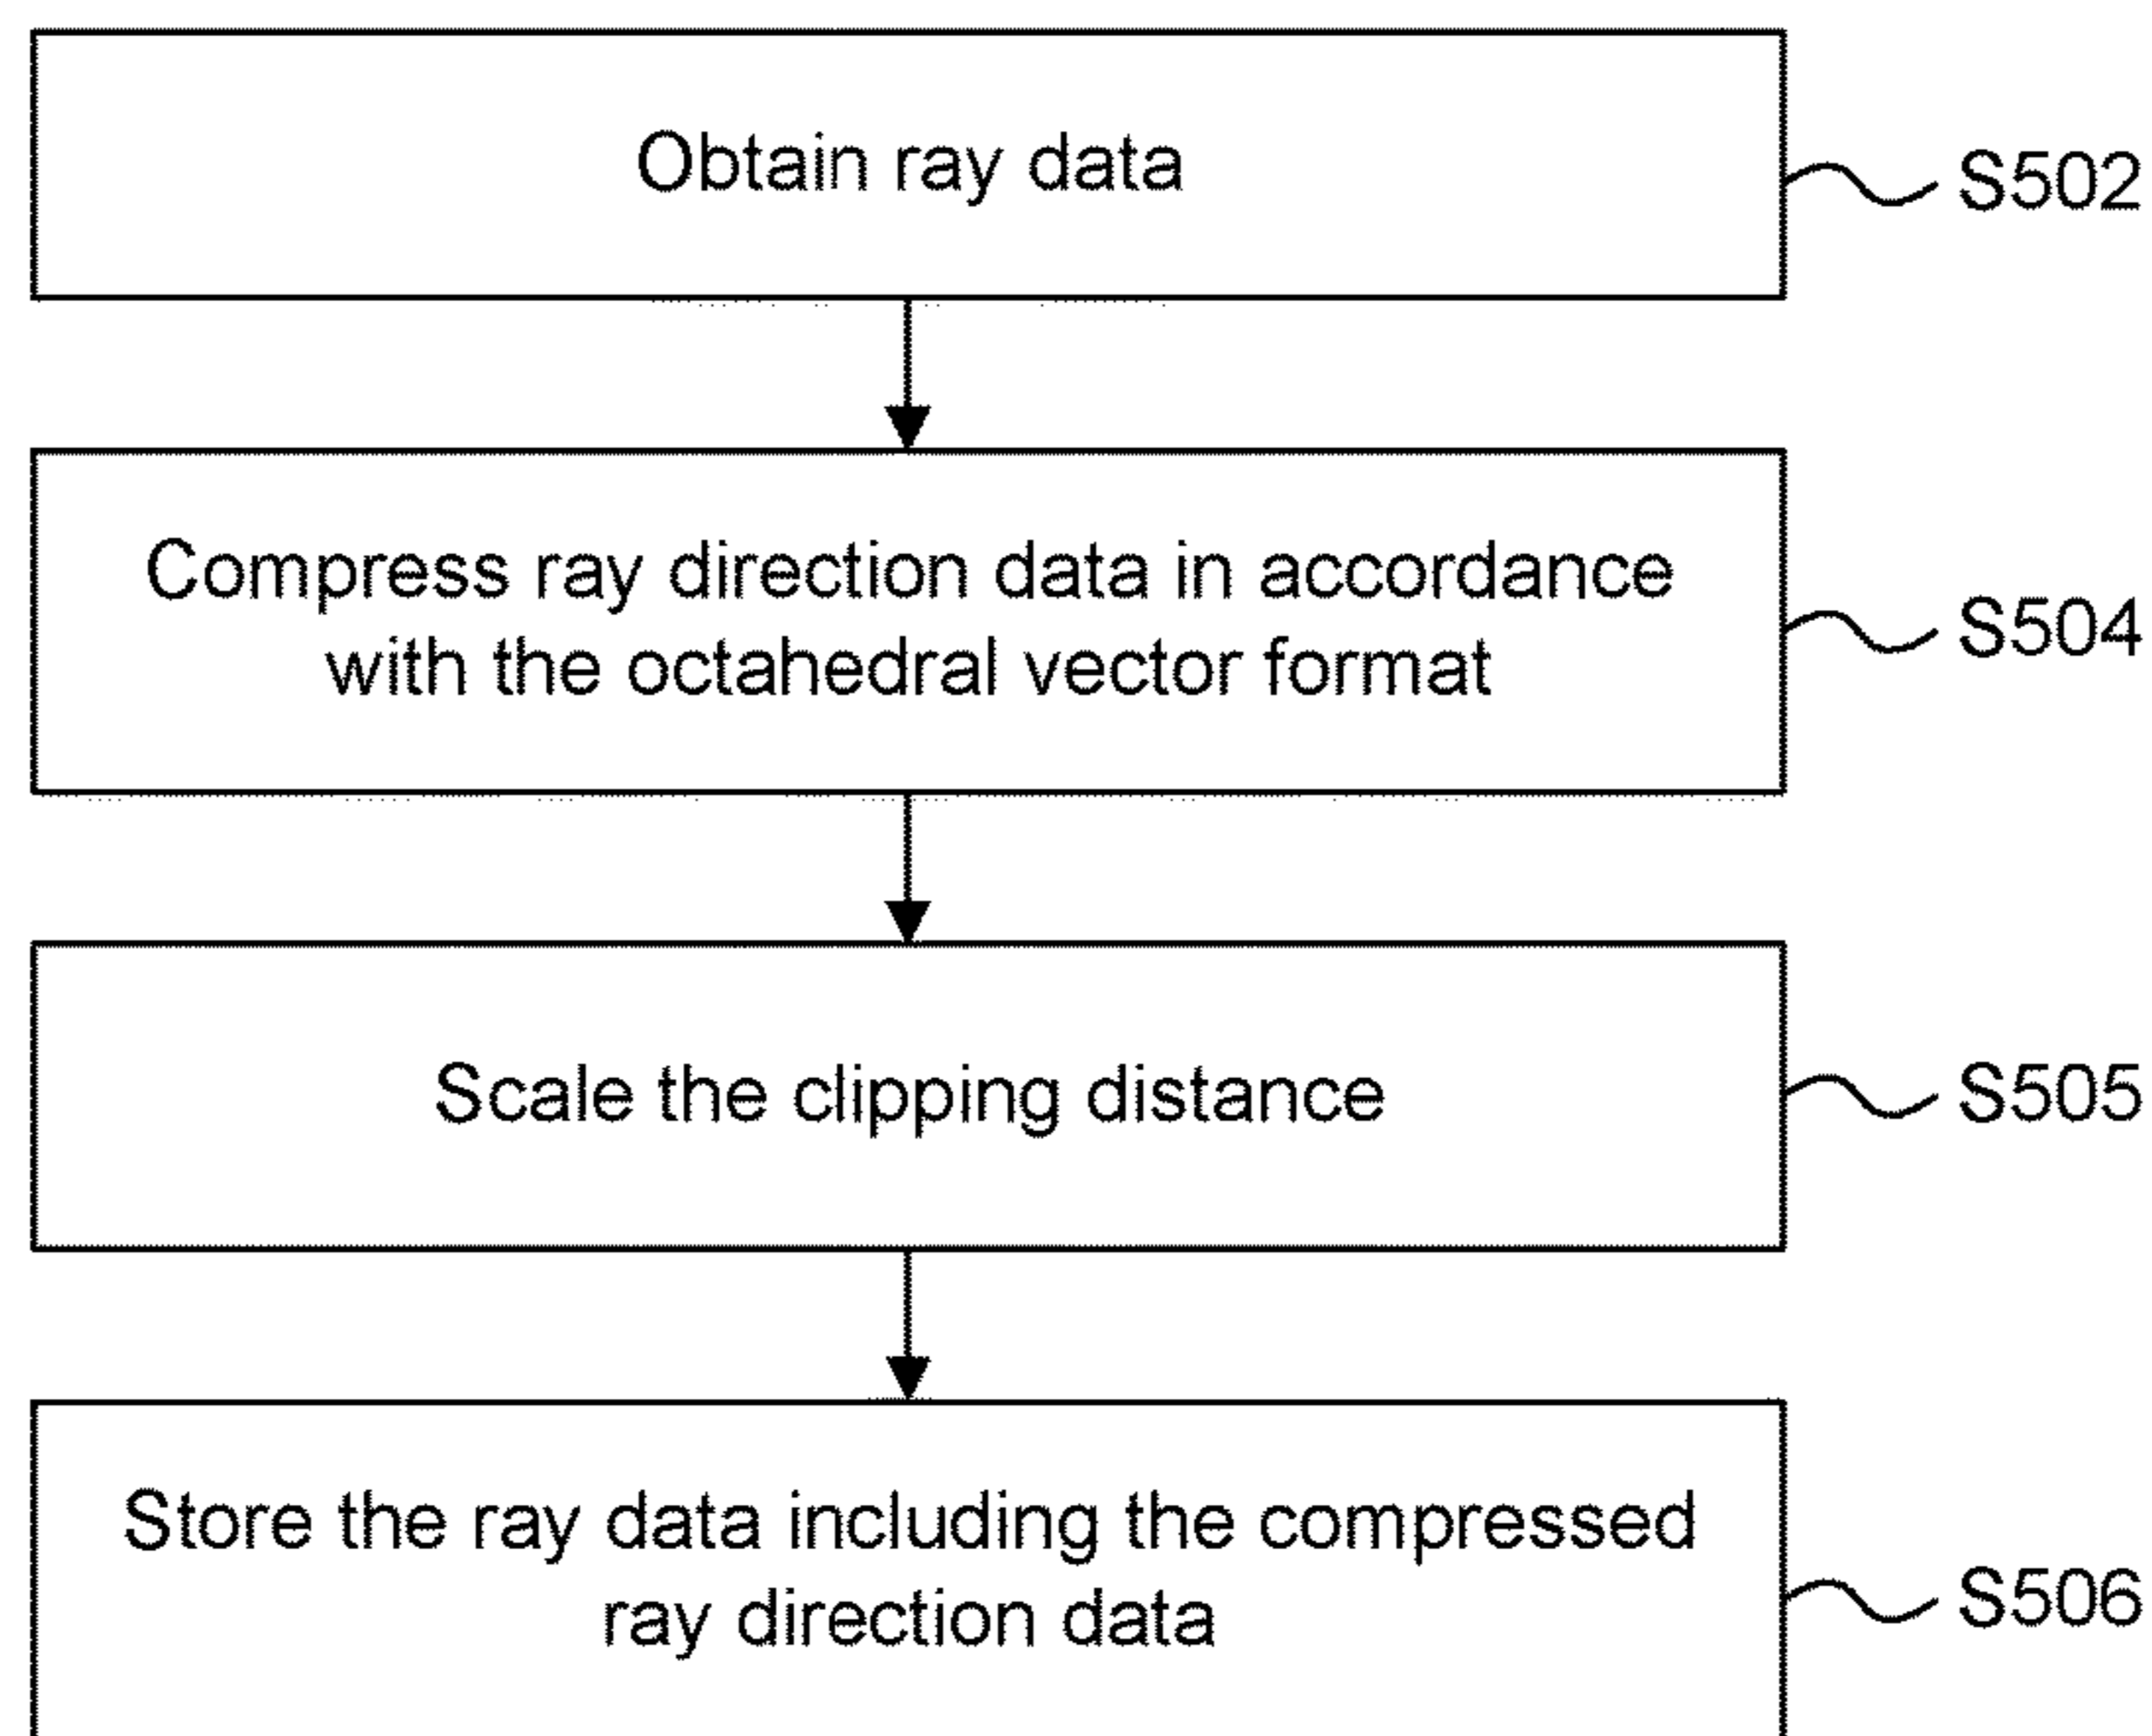 Obtain ray data
S502
Compress ray direction data in accordance
with the octahedral vector format
S504
Scale the clipping distance
S505
Store the ray data including the compressed
ray direction data
S506